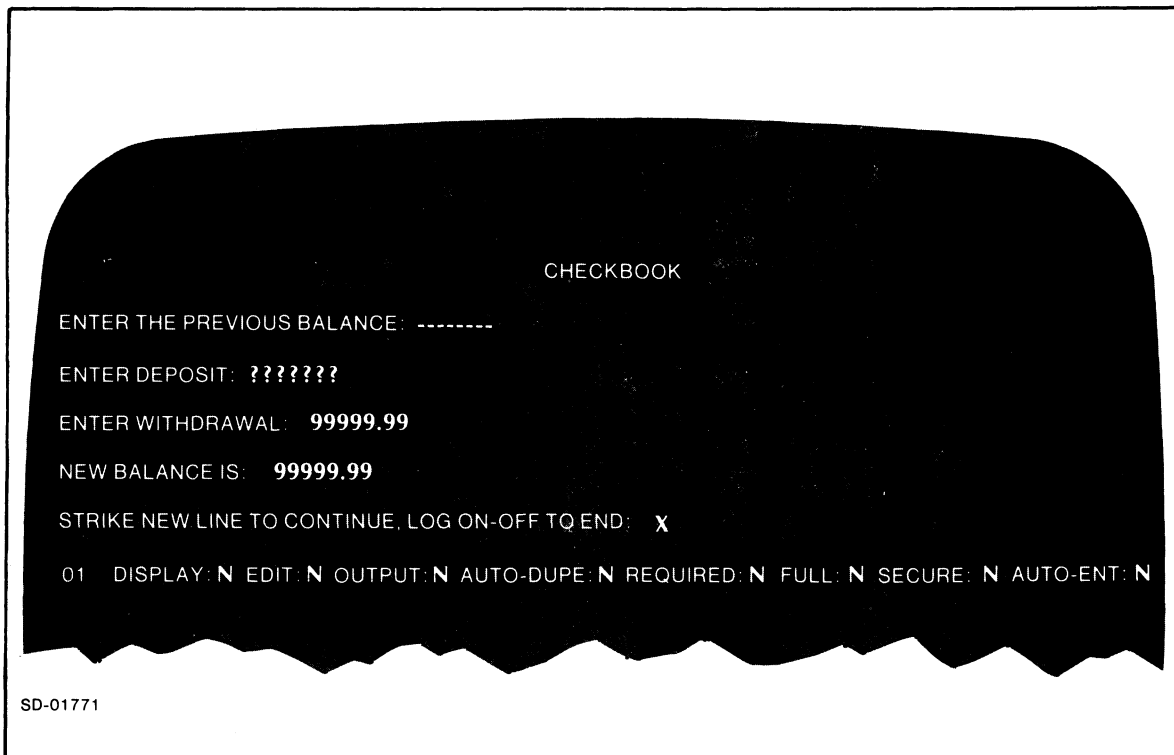 CHECKBOOK
ENTER THE PREVIOUS BALANCE: --------
ENTER DEPOSIT: ???????
ENTER WITHDRAWAL: 99999.99
NEW BALANCE IS: 99999.99
STRIKE NEW LINE TO CONTINUE, LOG ON-OFF TO END: X
01 DISPLAY: N EDIT: N OUTPUT: N AUTO-DUPE: N REQUIRED: N FULL: N SECURE: N AUTO-ENT: N
SD-01771